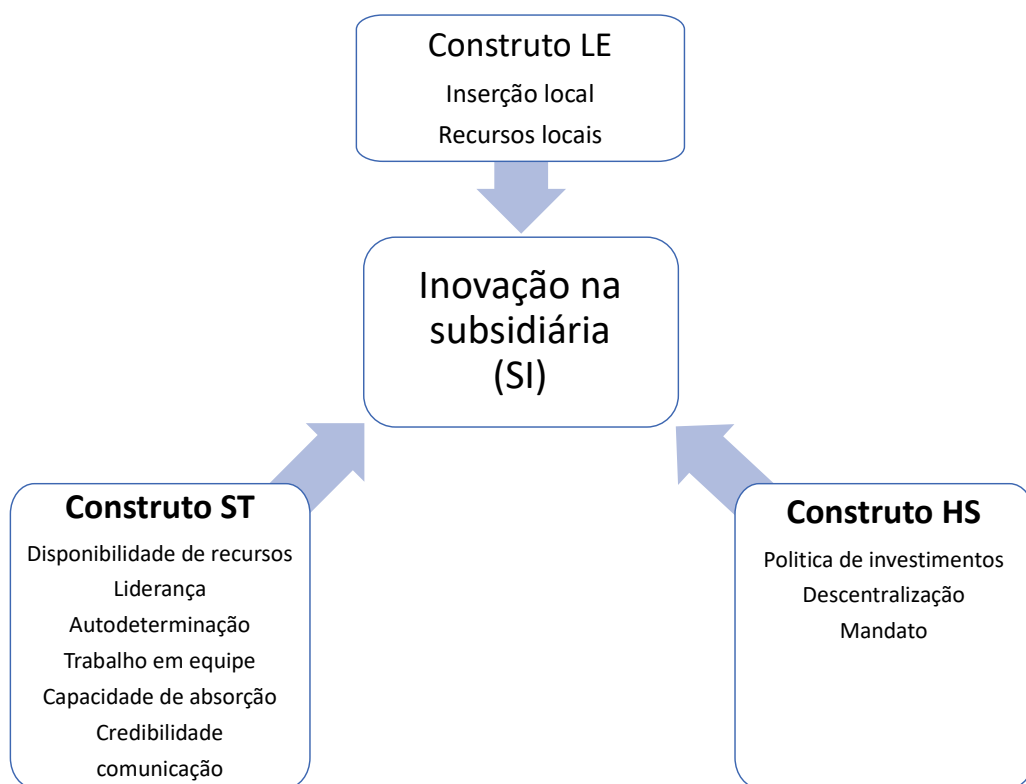 Construto LE
Inserção local
Recursos locais
Inovação na
subsidiária
(SI)
Construto ST
Disponibilidade de recursos
Liderança
Autodeterminação
Trabalho em equipe
Capacidade de absorção
Credibilidade
comunicação
Construto HS
Politica de investimentos
Descentralização
Mandato